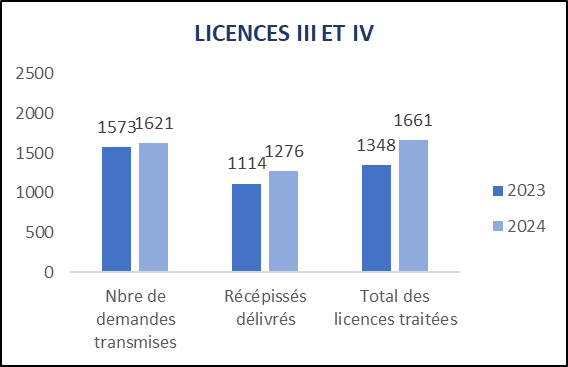 LICENCES III ET IV
2500
2000
1500
1000
500
0
1573 1621
1114 1276
1348 1661
Nbre de
demandes
transmises
Récépissés
délivrés
Total des
licences traitées
2023
2024